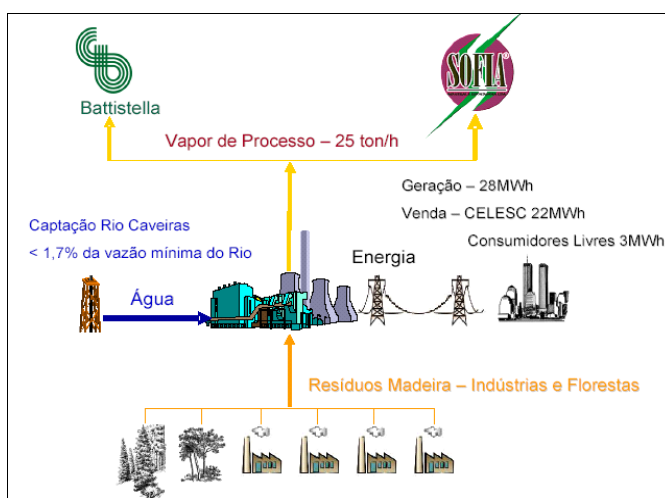 Battistella
SOFIA®
Vapor de Processo – 25 ton/h
Geração – 28MWh
Venda – CELESC 22MWh
Consumidores Livres 3MWh
Captação Rio Caveiras
< 1,7% da vazão mínima do Rio
Energia
Água
Resíduos Madeira – Indústrias e Florestas